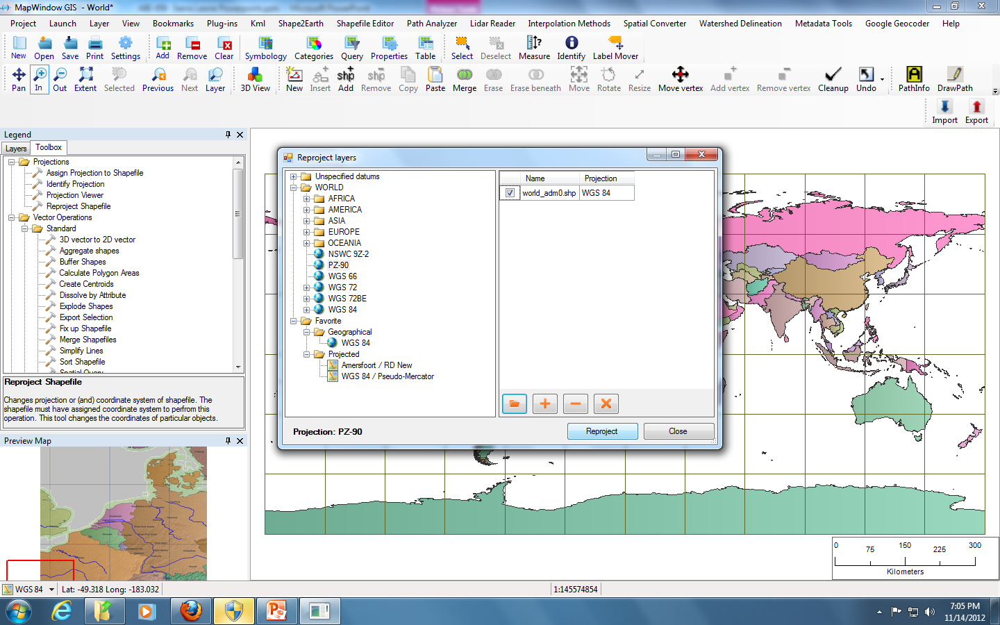 MapWindow GIS - World*
Project Launch Layer View Bookmarks Plug-ins Kml Shape2Earth Shapefile Editor Path Analyzer Lidar Reader Interpolation Methods Spatial Converter Watershed Delineation Metadata Tools Google Geocoder Help
New Open Save Print Settings Add Remove Clear Symbology Categories Query Properties Table Select Deselect Measure Identify Label Mover
shp shp
Pan In Out Extent Selected Previous Next Layer 3D View New Insert Add Remove Copy Paste Merge Erase Erase beneath Move Rotate Resize Move vertex Add vertex Remove vertex Cleanup Undo PathInfo DrawPath
Import Export
Legend
Layers Toolbox
Projections
Assign Projection to Shapefile
Identify Projection
Projection Viewer
Reproject Shapefile
Vector Operations
Standard
3D vector to 2D vector
Aggregate shapes
Buffer Shapes
Calculate Polygon Areas
Create Centroids
Dissolve by Attribute
Explode Shapes
Export Selection
Fix up Shapefile
Merge Shapefiles
Simplify Lines
Sort Shapefile
Spatial Query
Reproject Shapefile
Changes projection or (and) coordinate system of shapefile. The
shapefile must have assigned coordinate system to perfrom this
operation. This tool changes the coordinates of particular objects.
Preview Map
Reproject layers
Unspecified datums
WORLD
AFRICA
AMERICA
ASIA
EUROPE
OCEANIA
NSWC 9Z-2
PZ-90
WGS 66
WGS 72
WGS 72BE
WGS 84
Favorite
Geographical
WGS 84
Projected
Amersfoort / RD New
WGS 84 / Pseudo-Mercator
Name Projection
world_adm0.shp WGS 84
Projection: PZ-90
Reproject Close
0 75 150 225 300
Kilometers
WGS 84 Lat: -49.318 Long: -183.032 1:145574854
7:05 PM
11/14/2012